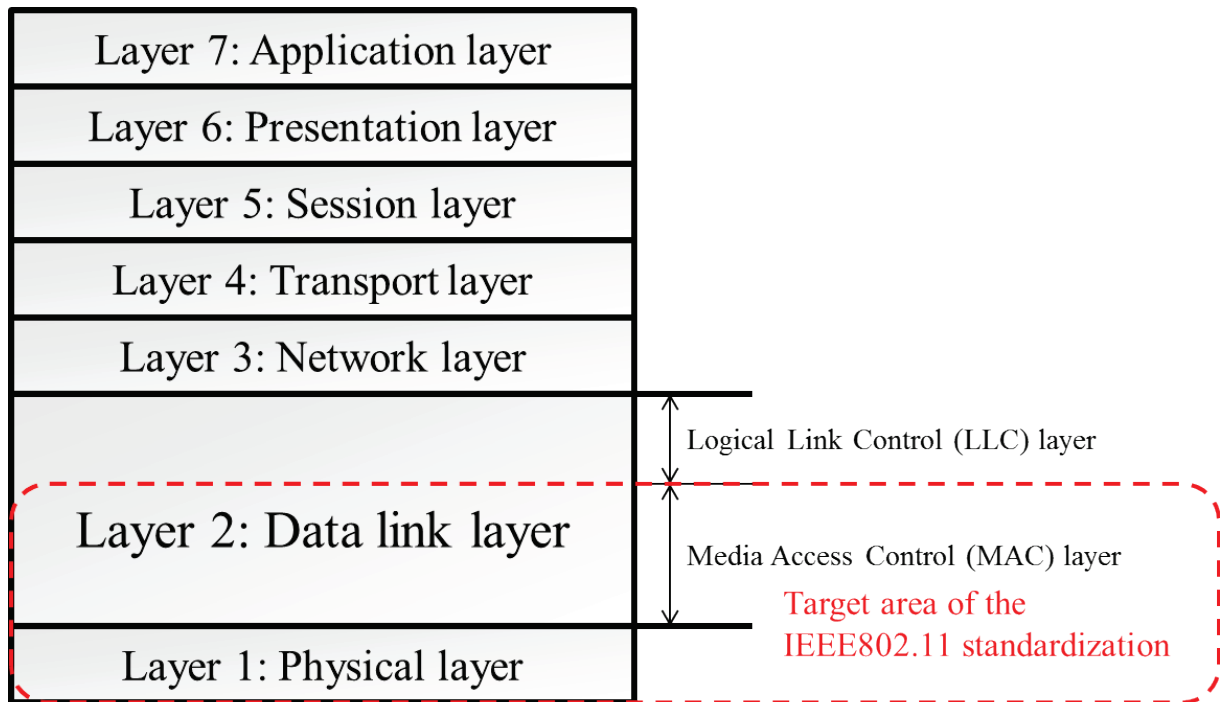 Layer 7: Application layer
Layer 6: Presentation layer
Layer 5: Session layer
Layer 4: Transport layer
Layer 3: Network layer
Logical Link Control (LLC) layer
Layer 2: Data link layer
Media Access Control (MAC) layer
Target area of the
IEEE802.11 standardization
Layer 1: Physical layer